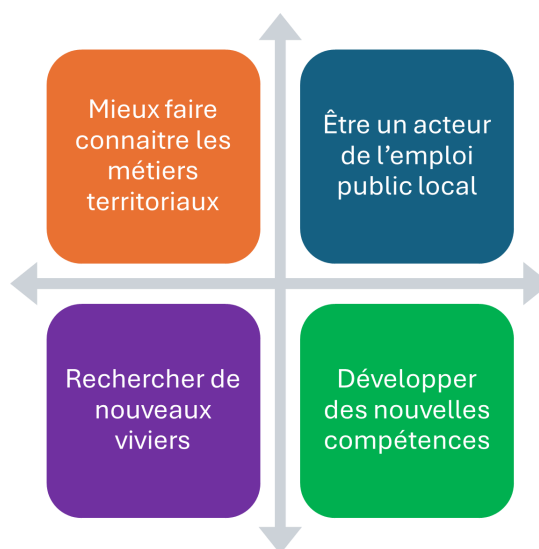 Mieux faire
connaitre les
métiers
territoriaux
Être un acteur
de l’emploi
public local
Rechercher de
nouveaux
viviers
Développer
des nouvelles
compétences